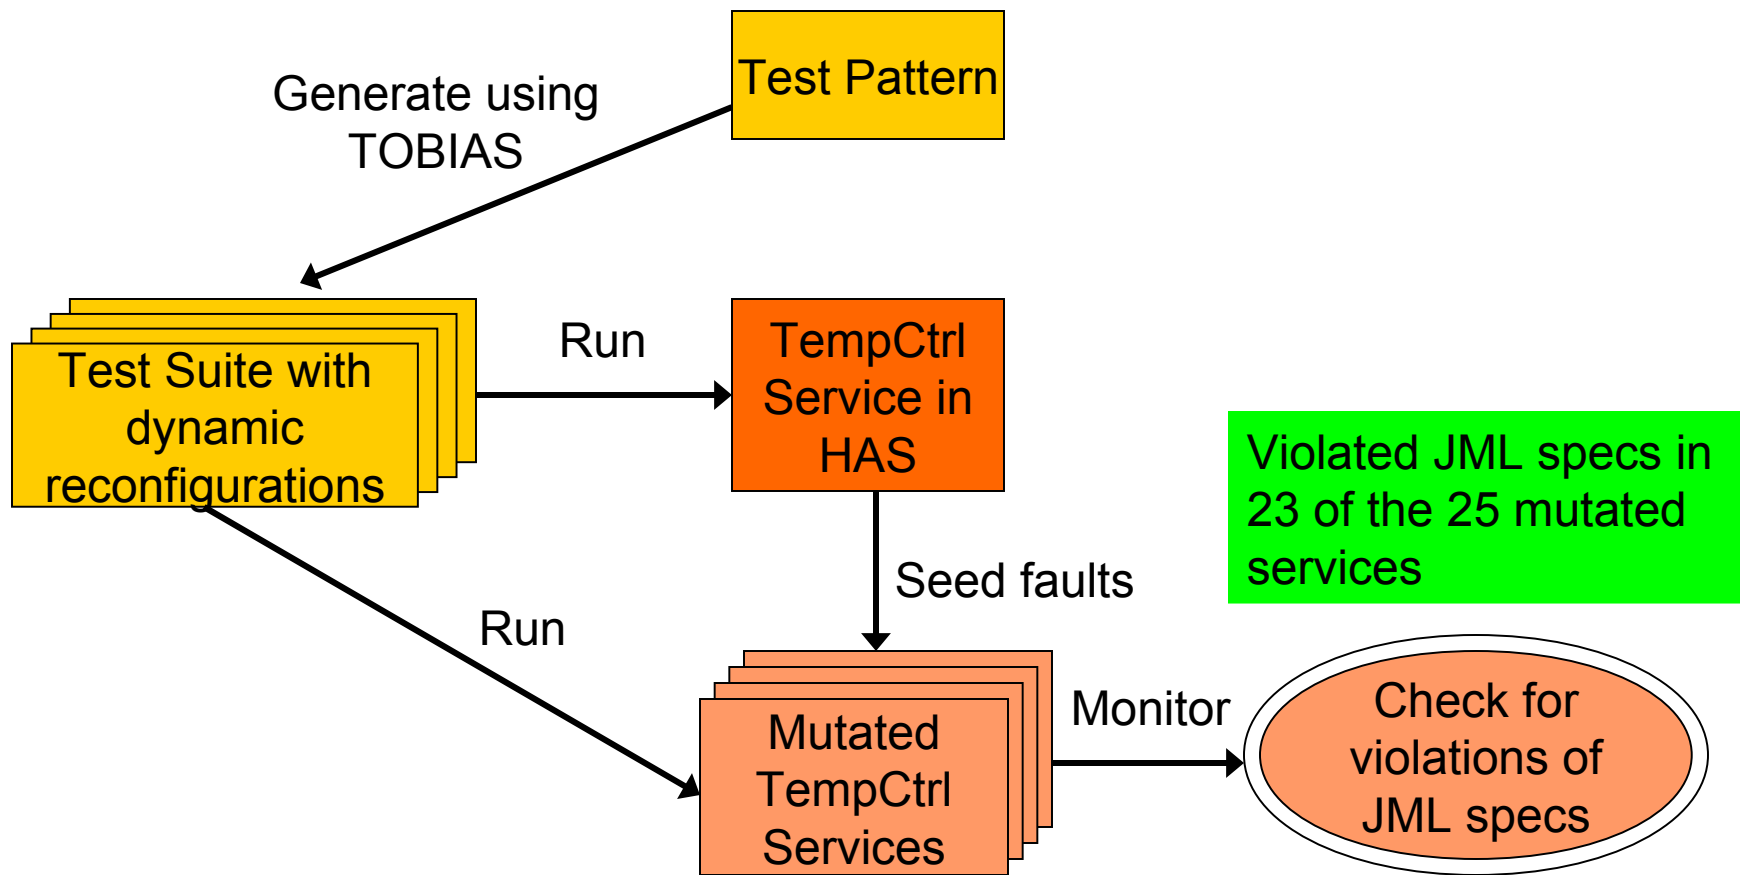 Test Pattern
Generate using
TOBIAS
Test Suite with
dynamic
reconfigurations
Run
TempCtrl
Service in
HAS
Violated JML specs in
23 of the 25 mutated
services
Seed faults
Run
Mutated
TempCtrl
Services
Monitor
Check for
violations of
JML specs